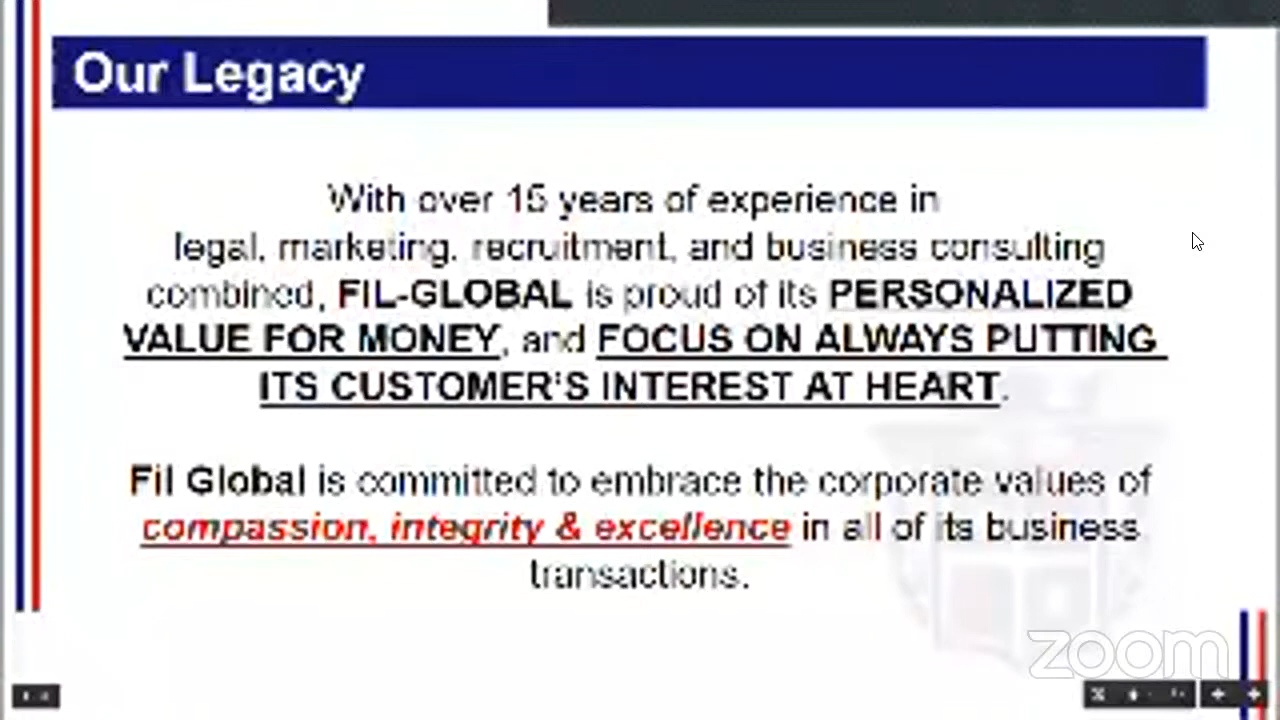 Our Legacy
With over 15 years of experience in
legal, marketing, recruitment, and business consulting
combined, FIL-GLOBAL is proud of its PERSONALIZED
VALUE FOR MONEY, and FOCUS ON ALWAYS PUTTING
ITS CUSTOMER'S INTEREST AT HEART.
Fil Global is committed to embrace the corporate values of
compassion, integrity & excellence in all of its business
transactions.
zoom